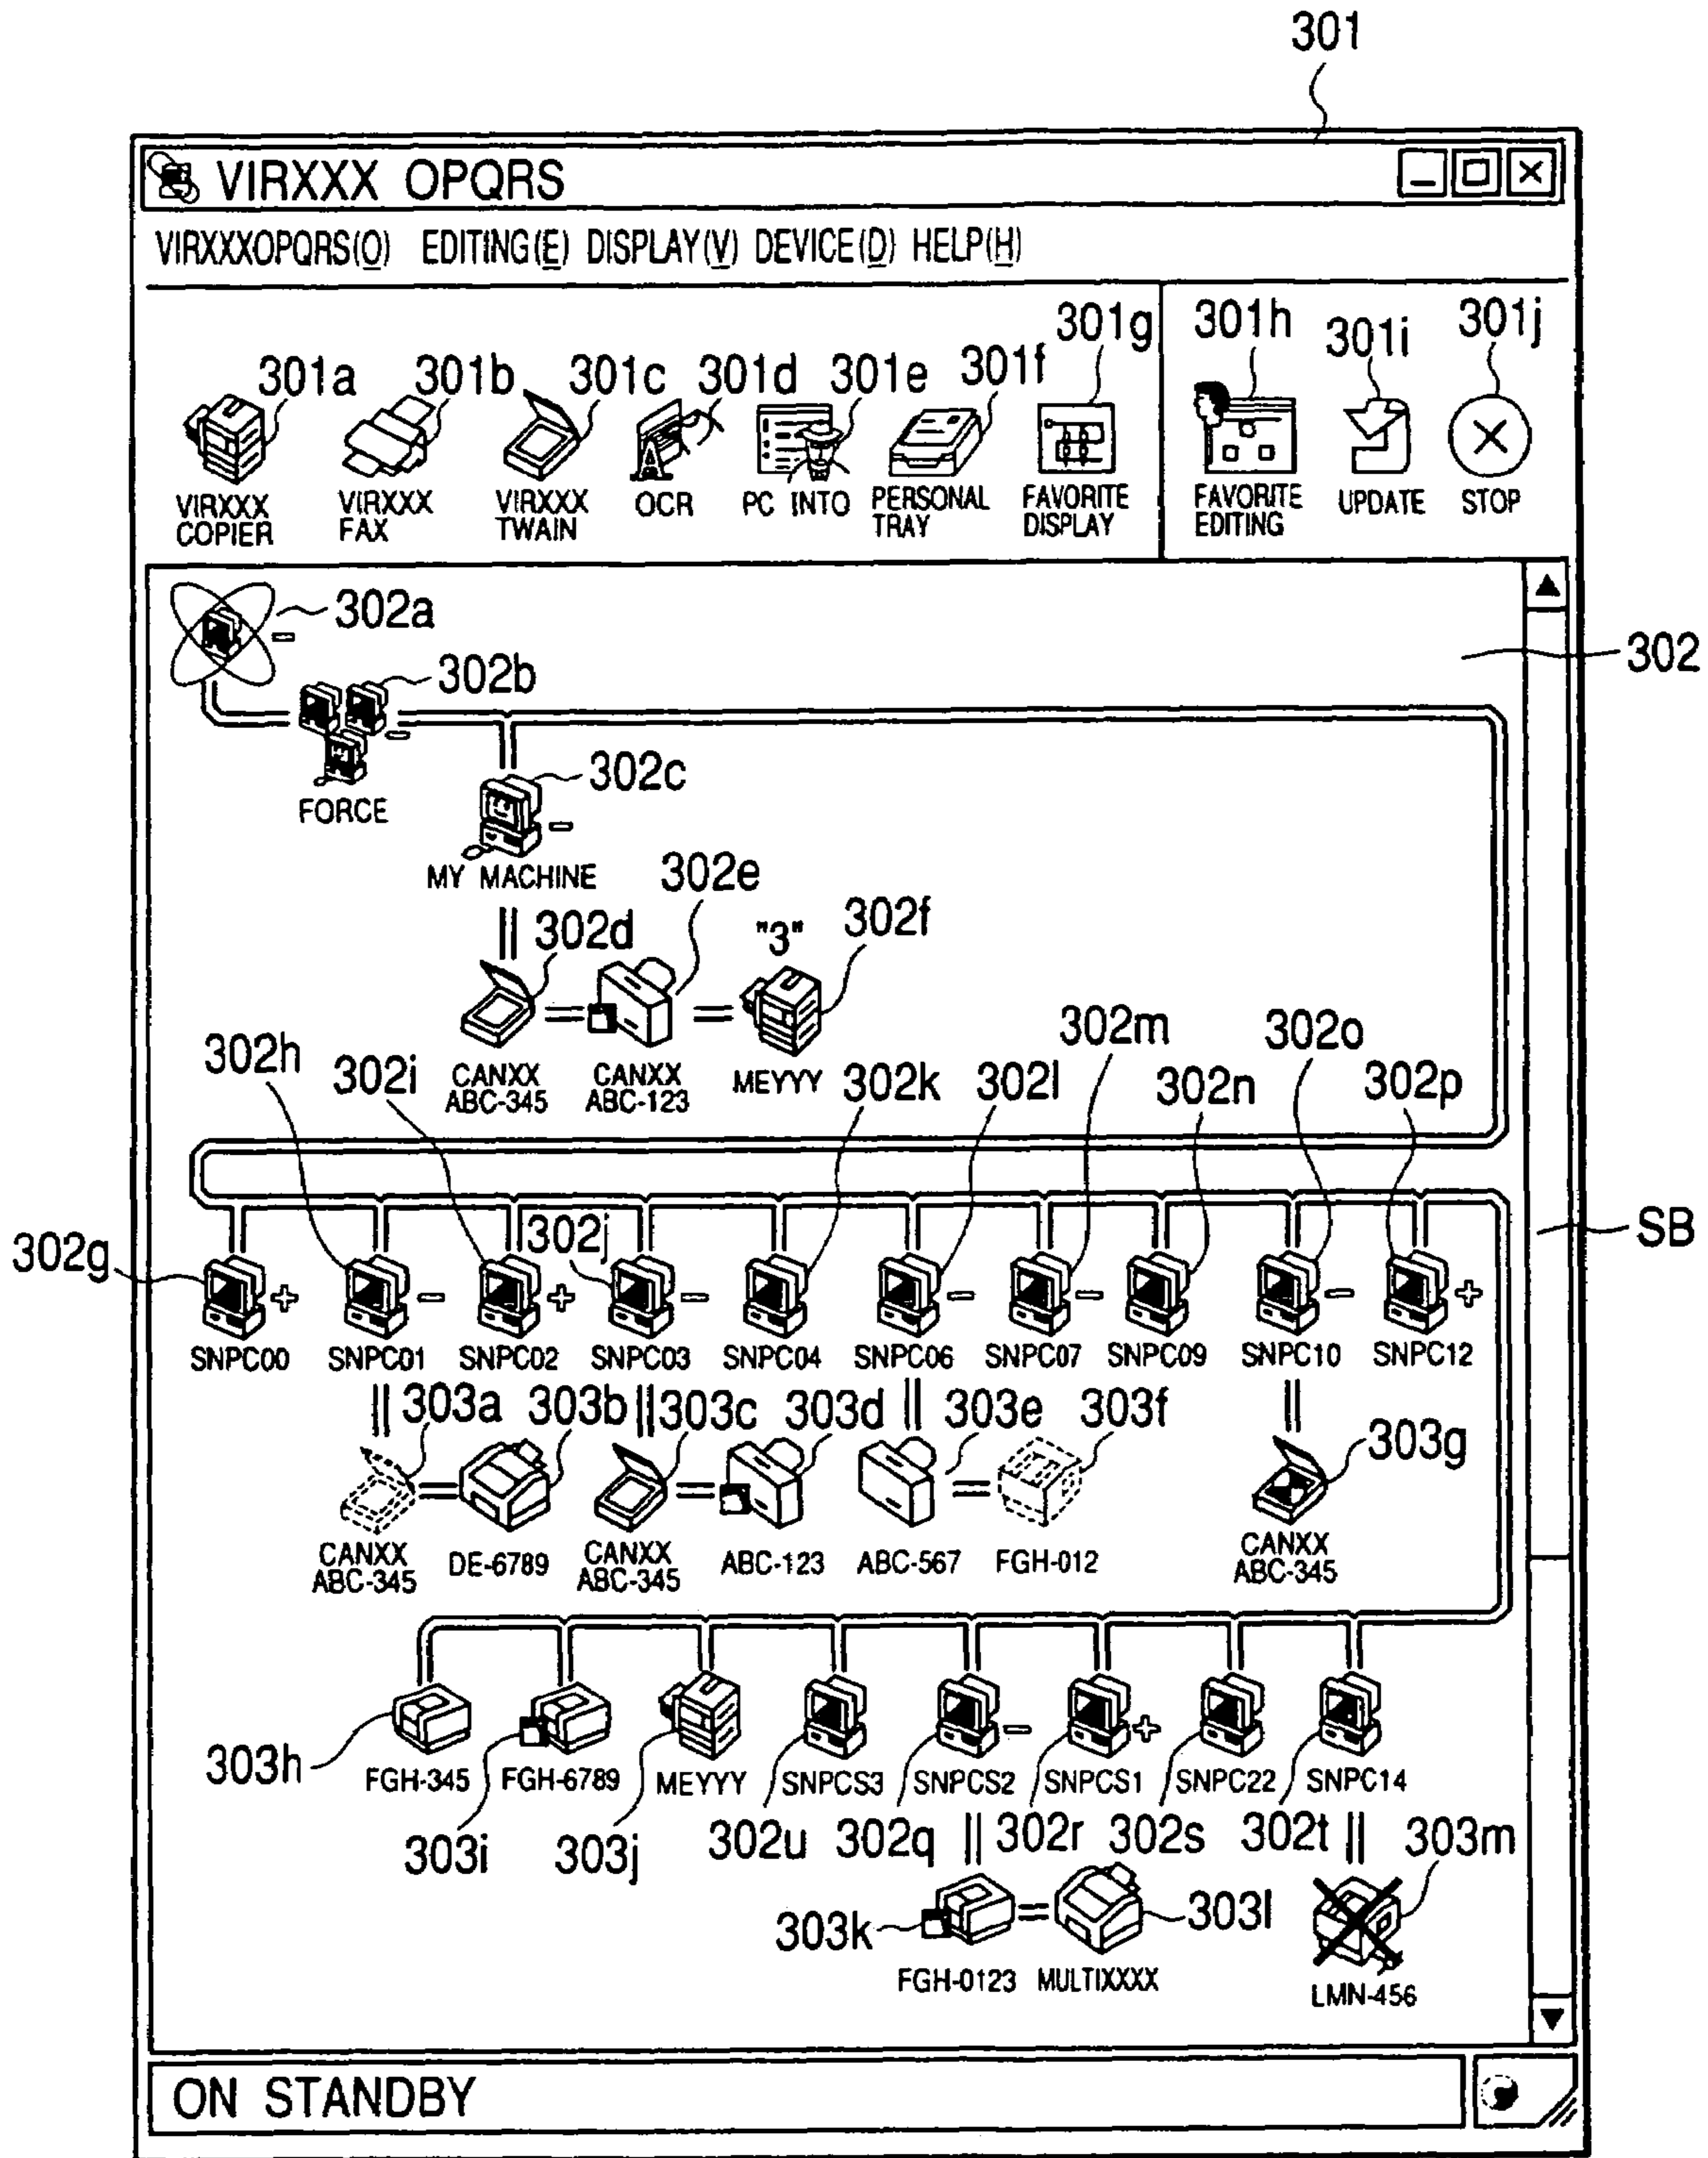 301
VIRXXX OPQRS
VIRXXXOPQRS(O) EDITING(E) DISPLAY(V) DEVICE(D) HELP(H)
301a 301b 301c 301d 301e 301f 301g 301h 301i 301j
VIRXXX COPIER
VIRXXX FAX
VIRXXX TWAIN
OCR
PC INTO
PERSONAL TRAY
FAVORITE DISPLAY
FAVORITE EDITING
UPDATE
STOP
302a
302
302b
FORCE
302c
MY MACHINE
302d 302e "3" 302f
CANXX ABC-345
CANXX ABC-123
MEYYY
302h 302i 302k 302l 302m 302n 302o 302p
302g 302j SB
SNPC00 SNPC01 SNPC02 SNPC03 SNPC04 SNPC06 SNPC07 SNPC09 SNPC10 SNPC12
303a 303b 303c 303d 303e 303f 303g
CANXX ABC-345
DE-6789
CANXX ABC-345
ABC-123
ABC-567
FGH-012
CANXX ABC-345
303h
FGH-345 FGH-6789 MEYYY SNPCS3 SNPCS2 SNPCS1 SNPC22 SNPC14
303i 303j 302u 302q 302r 302s 302t 303m
303k 303l
FGH-0123 MULTIXXXX LMN-456
ON STANDBY